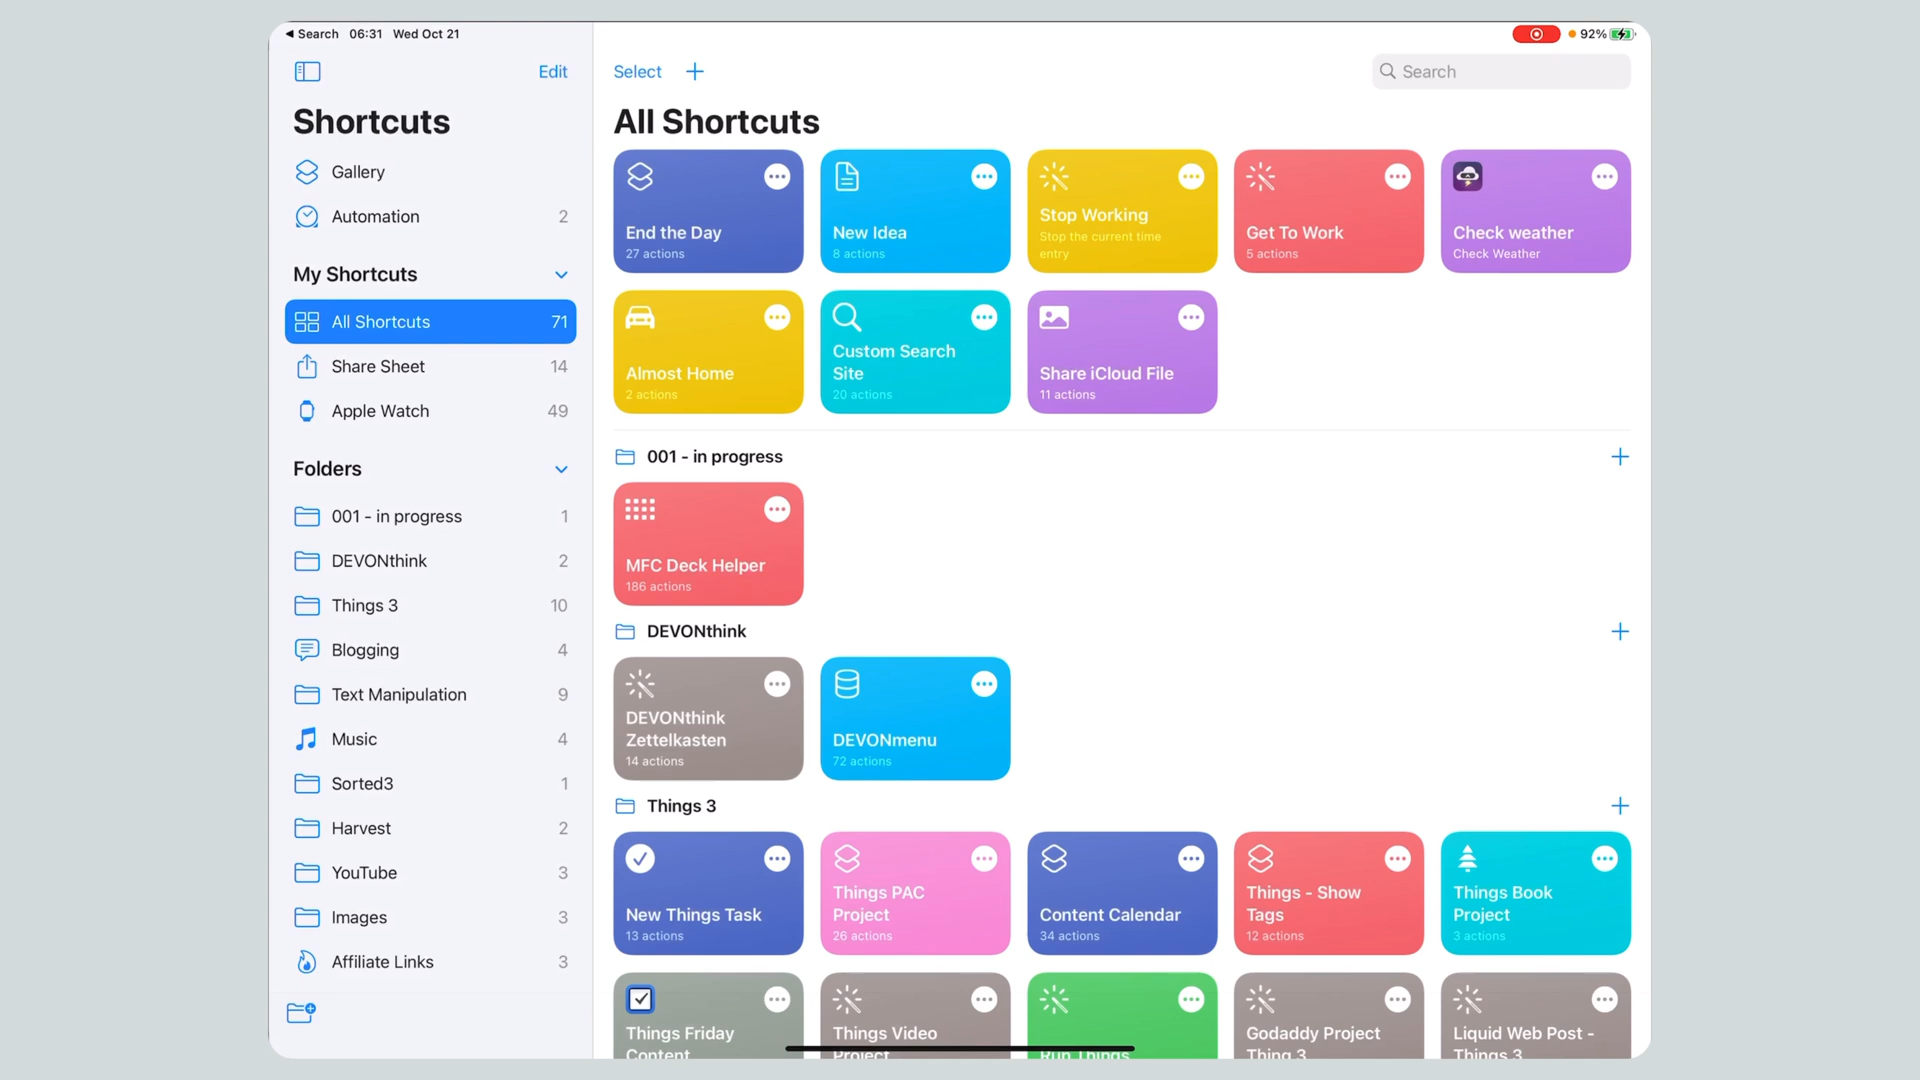 ◀ Search 06:31 Wed Oct 21
92%
Edit
Shortcuts
Gallery
Automation 2
My Shortcuts
All Shortcuts 71
Share Sheet 14
Apple Watch 49
Folders
001 - in progress 1
DEVONthink 2
Things 3 10
Blogging 4
Text Manipulation 9
Music 4
Sorted3 1
Harvest 2
YouTube 3
Images 3
Affiliate Links 3
Select
Search
All Shortcuts
End the Day
27 actions
New Idea
8 actions
Stop Working
Stop the current time
entry
Get To Work
5 actions
Check weather
Check Weather
Almost Home
2 actions
Custom Search
Site
20 actions
Share iCloud File
11 actions
001 - in progress
MFC Deck Helper
186 actions
DEVONthink
DEVONthink
Zettelkasten
14 actions
DEVONmenu
72 actions
Things 3
New Things Task
13 actions
Things PAC
Project
26 actions
Content Calendar
34 actions
Things - Show
Tags
12 actions
Things Book
Project
3 actions
Things Friday
Content
Things Video
Project
Run Things
Godaddy Project
Thing 3
Liquid Web Post -
Things 3